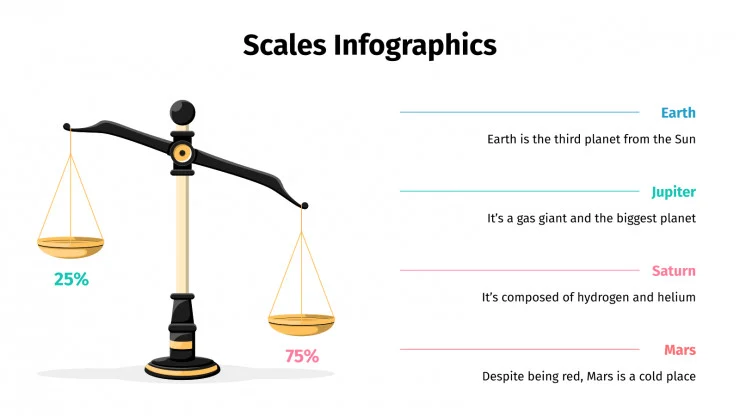 Scales Infographics
25%
75%
Earth
Earth is the third planet from the Sun
Jupiter
It’s a gas giant and the biggest planet
Saturn
It’s composed of hydrogen and helium
Mars
Despite being red, Mars is a cold place